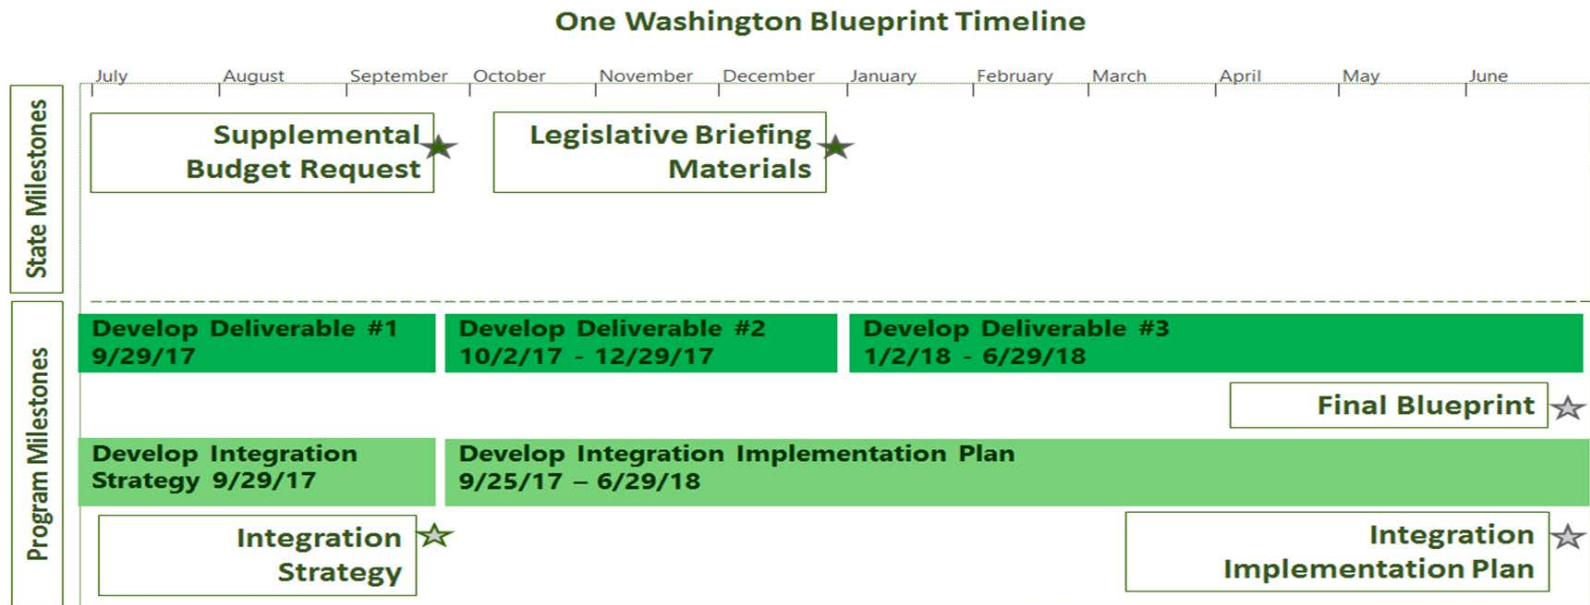 One Washington Blueprint Timeline
July August September October November December January February March April May June
State Milestones
Supplemental
Budget Request
Legislative Briefing
Materials
Program Milestones
Develop Deliverable #1
9/29/17
Develop Deliverable #2
10/2/17 - 12/29/17
Develop Deliverable #3
1/2/18 - 6/29/18
Final Blueprint
Develop Integration
Strategy 9/29/17
Develop Integration Implementation Plan
9/25/17 – 6/29/18
Integration
Strategy
Integration
Implementation Plan